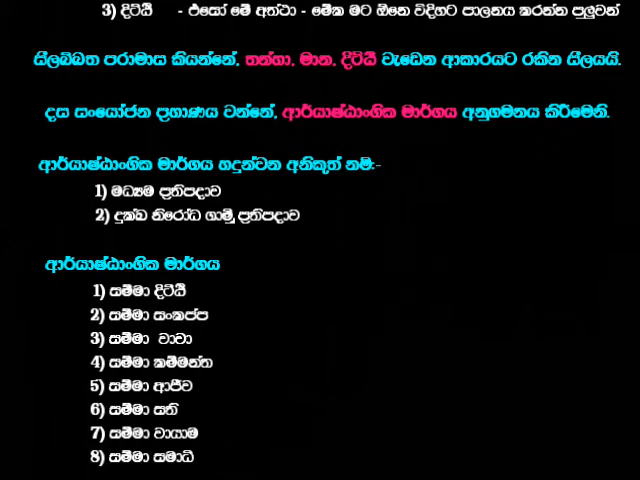 3) දිට්ඨි - එසෝ මේ අත්ථා - මේක මට ඕනෙ විදිහට පාලනය කරන්න පුලුවන්
සීලබ්බත පරාමාස කියන්නේ, තන්හා, මාන, දිට්ඨි වැඩෙන ආකාරයට රකින සීලයයි.
දස සංයෝජන ප්‍රහාණය වන්නේ, ආර්යාෂ්ඨාංගික මාර්ගය අනුගමනය කිරීමෙනි.
ආර්යාෂ්ඨාංගික මාර්ගය හඳුන්වන අනිකුත් නම්:-
1) මධ්‍යම ප්‍රතිපදාව
2) දුක්ඛ නිරෝධ ගාමිු ප්‍රතිපදාව
ආර්යාෂ්ඨාංගික මාර්ගය
1) සම්මා දිට්ඨි
2) සම්මා සංකප්ප
3) සම්මා වාචා
4) සම්මා කම්මන්ත
5) සම්මා ආජීව
6) සම්මා සති
7) සම්මා වායාම
8) සම්මා සමාධි